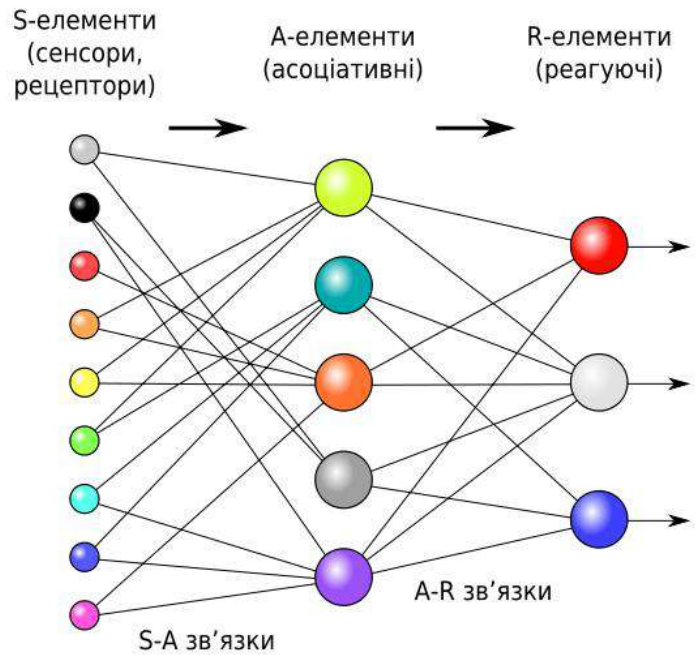 S-елементи
(сенсори,
рецептори)
А-елементи
(асоціативні)
R-елементи
(реагуючі)
A-R зв’язки
S-A зв’язки